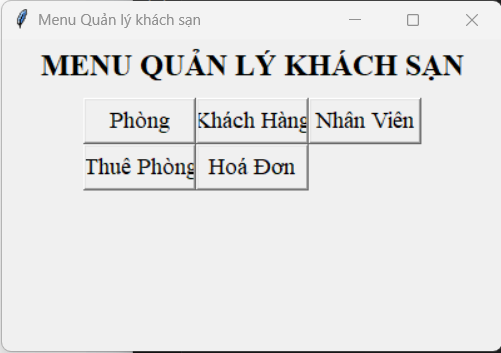 Menu Quản lý khách sạn
MENU QUẢN LÝ KHÁCH SẠN
Phòng Khách Hàng Nhân Viên
Thuê Phòng Hoá Đơn